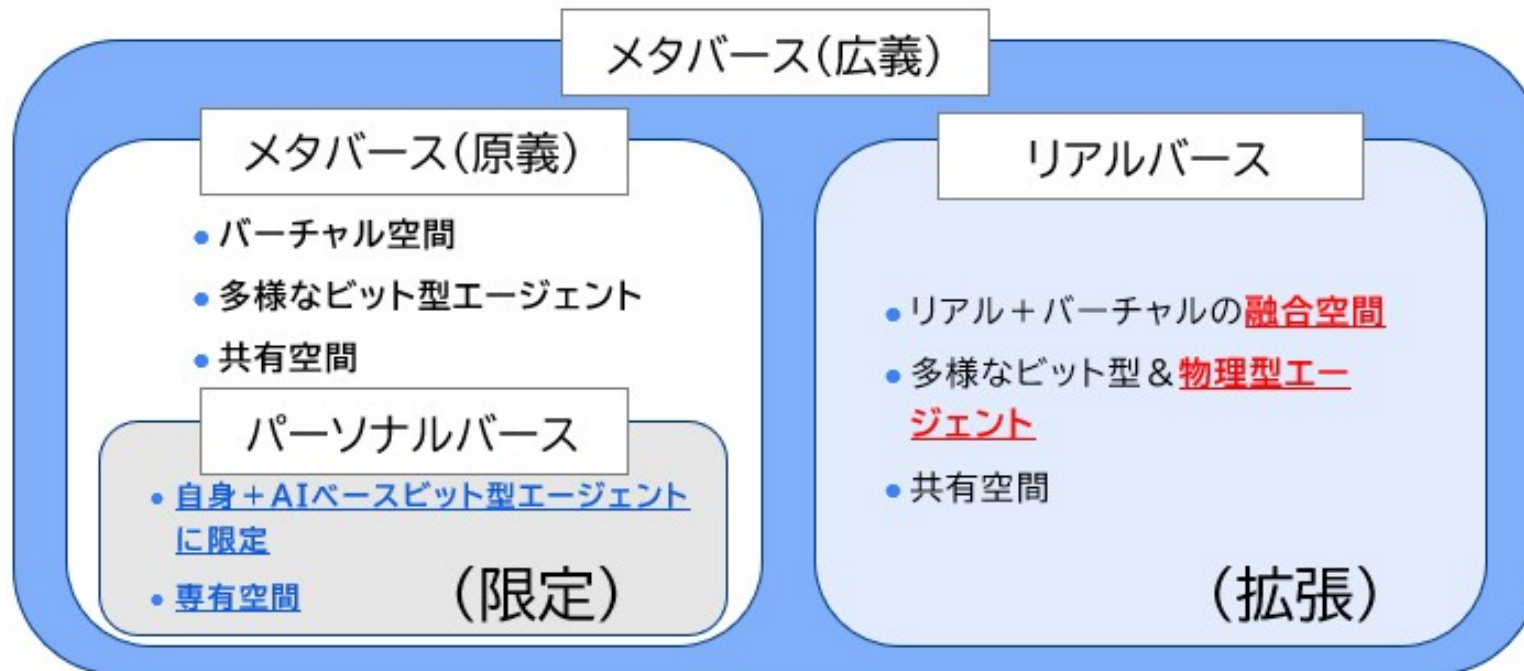 メタバース(広義)
メタバース(原義)
• バーチャル空間
• 多様なビット型エージェント
• 共有空間
パーソナルバース
• 自身+AIベースビット型エージェント
に限定
• 専有空間
(限定)
リアルバース
• リアル+バーチャルの融合空間
• 多様なビット型&物理型エー
ジェント
• 共有空間
(拡張)